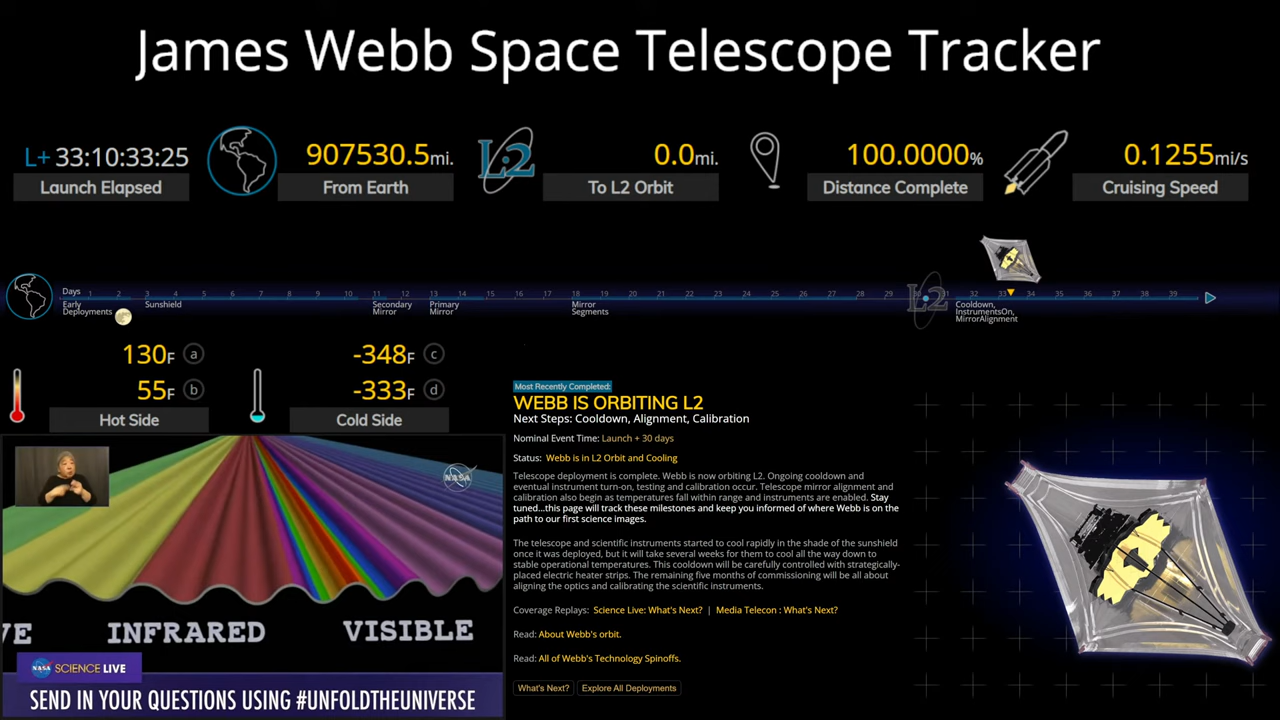 James Webb Space Telescope Tracker
L+ 33:10:33:25
Launch Elapsed
907530.5mi.
From Earth
L2
0.0mi.
To L2 Orbit
100.0000%
Distance Complete
0.1255mi/s
Cruising Speed
Days 1 2 3 4 5 6 7 8 9 10 11 12 13 14 15 16 17 18 19 20 21 22 23 24 25 26 27 28 29 30 31 32 33 34 35 36 37 38 39
Early Deployments
Sunshield
Secondary Mirror
Primary Mirror
Mirror Segments
L2
Cooldown,
InstrumentsOn,
MirrorAlignment
130F a
55F b
Hot Side
-348F c
-333F d
Cold Side
NASA
VE INFRARED VISIBLE
NASA SCIENCE LIVE
SEND IN YOUR QUESTIONS USING #UNFOLDTHEUNIVERSE
Most Recently Completed:
WEBB IS ORBITING L2
Next Steps: Cooldown, Alignment, Calibration
Nominal Event Time: Launch + 30 days
Status: Webb is in L2 Orbit and Cooling
Telescope deployment is complete. Webb is now orbiting L2. Ongoing cooldown and
eventual instrument turn-on, testing and calibration occur. Telescope mirror alignment and
calibration also begin as temperatures fall within range and instruments are enabled. Stay
tuned...this page will track these milestones and keep you informed of where Webb is on the
path to our first science images.
The telescope and scientific instruments started to cool rapidly in the shade of the sunshield
once it was deployed, but it will take several weeks for them to cool all the way down to
stable operational temperatures. This cooldown will be carefully controlled with strategically-
placed electric heater strips. The remaining five months of commissioning will be all about
aligning the optics and calibrating the scientific instruments.
Coverage Replays: Science Live: What's Next? | Media Telecon : What's Next?
Read: About Webb's orbit.
Read: All of Webb's Technology Spinoffs.
What's Next? Explore All Deployments